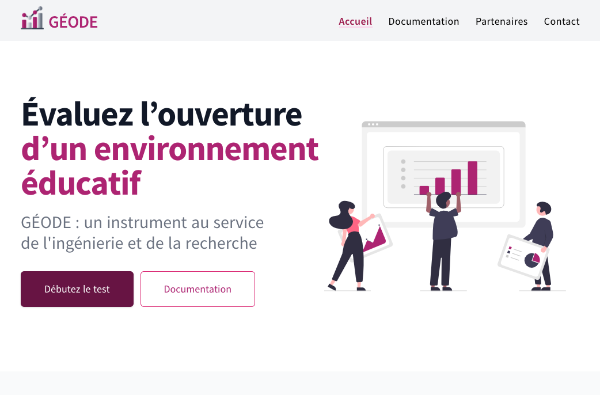 GÉODE
Accueil
Documentation
Partenaires
Contact
Évaluez l’ouverture
d’un environnement
éducatif
GÉODE : un instrument au service
de l'ingénierie et de la recherche
Débutez le test
Documentation